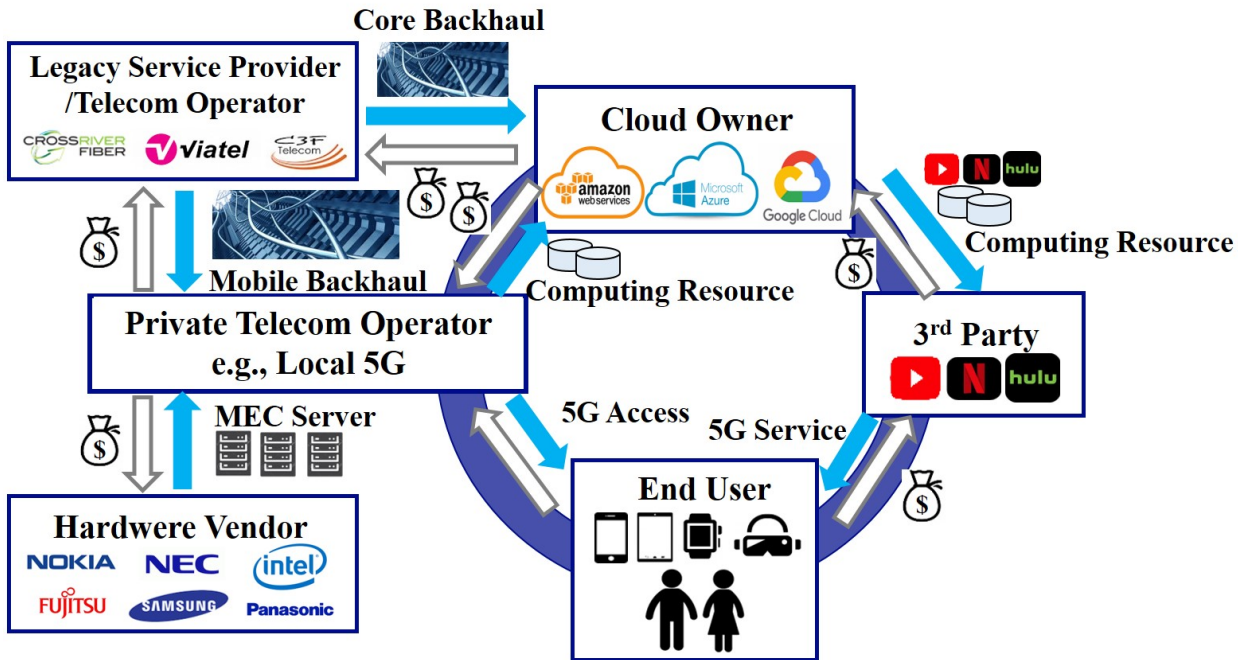 Core Backhaul
Legacy Service Provider
/Telecom Operator
CROSSRIVER
FIBER
viatel
C3F
Telecom
Cloud Owner
amazon
webservices
Microsoft
Azure
Google Cloud
hulu
$
$
$
Computing Resource
$
Mobile Backhaul
Computing Resource
Private Telecom Operator
e.g., Local 5G
3rd Party
N
hulu
$
MEC Server
5G Access
5G Service
$
Hardwere Vendor
NOKIA
NEC
intel
FUJITSU
SAMSUNG
Panasonic
End User